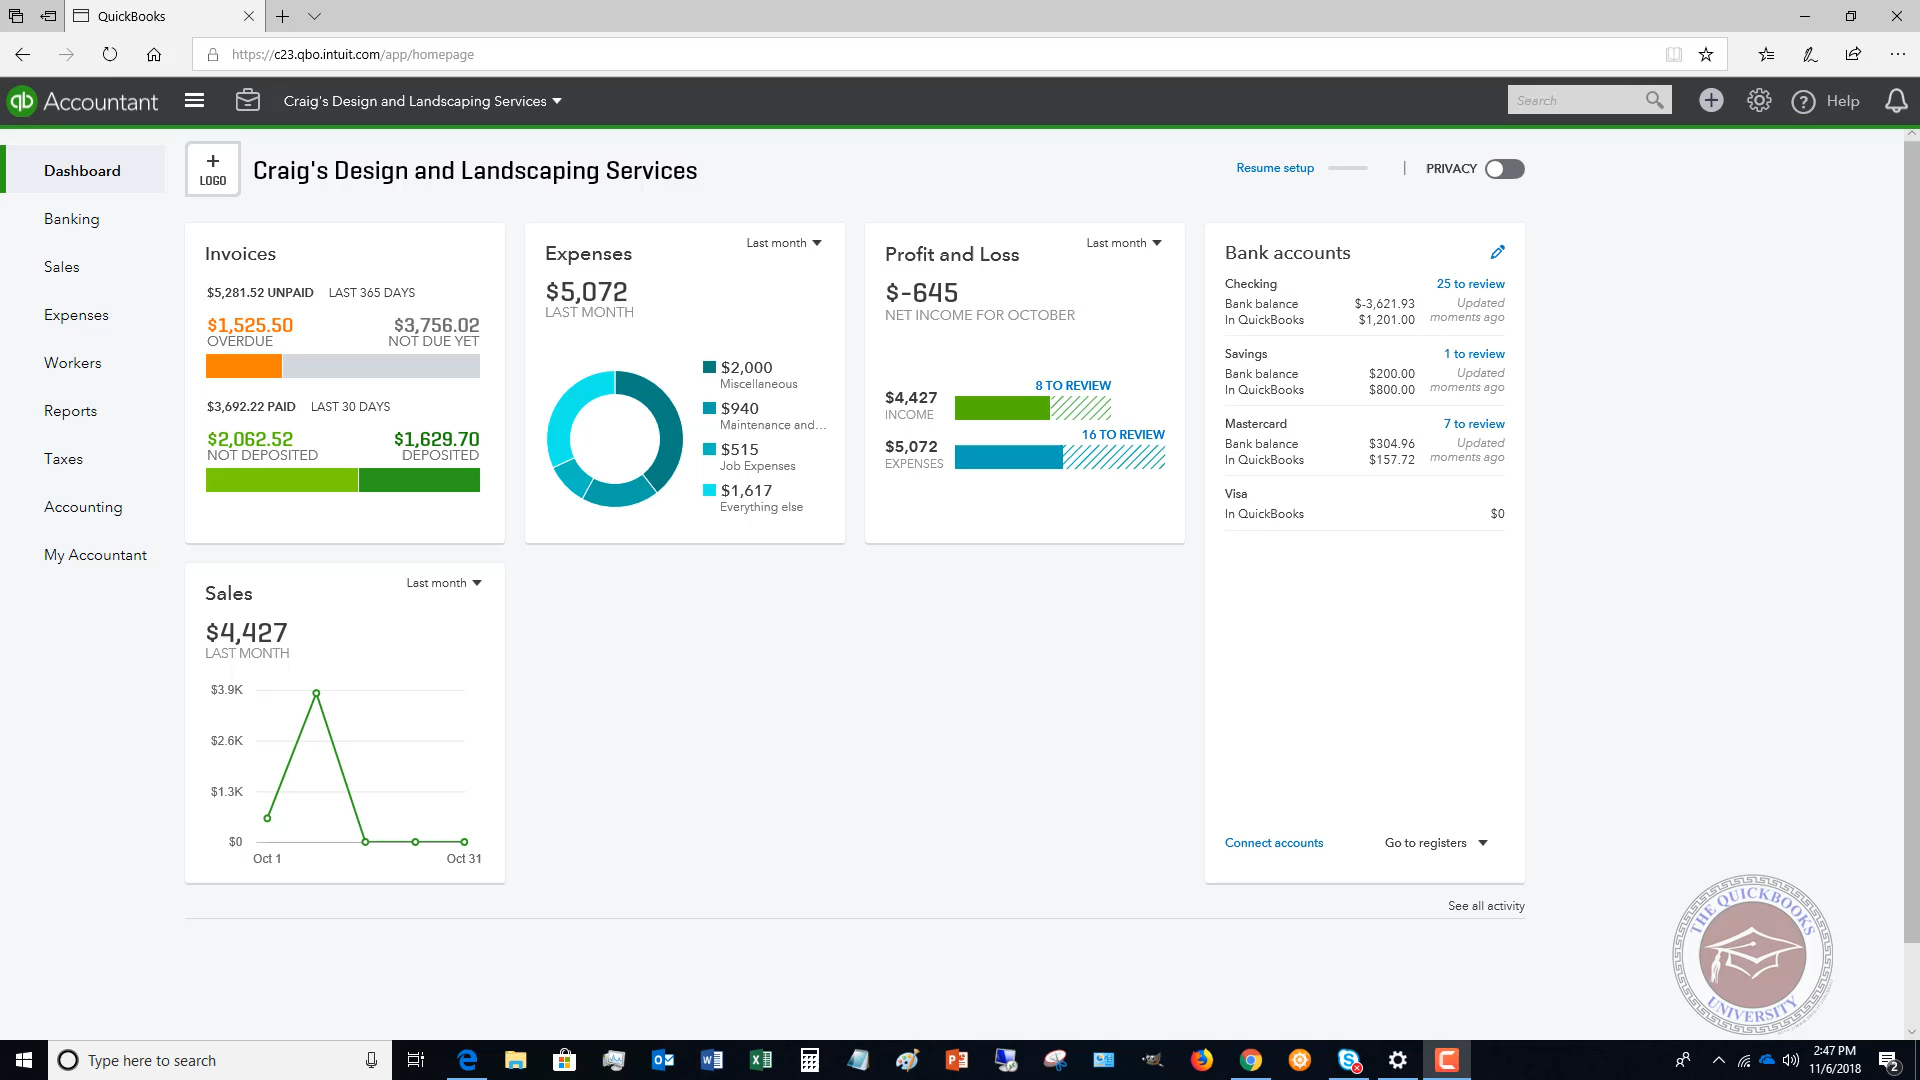 QuickBooks
https://c23.qbo.intuit.com/app/homepage
qb Accountant
Craig's Design and Landscaping Services
Search
Help
Dashboard
Banking
Sales
Expenses
Workers
Reports
Taxes
Accounting
My Accountant
+
LOGO
Craig's Design and Landscaping Services
Resume setup
PRIVACY
Invoices
$5,281.52 UNPAID LAST 365 DAYS
$1,525.50 $3,756.02
OVERDUE NOT DUE YET
$3,692.22 PAID LAST 30 DAYS
$2,062.52 $1,629.70
NOT DEPOSITED DEPOSITED
Expenses
Last month
$5,072
LAST MONTH
$2,000
Miscellaneous
$940
Maintenance and...
$515
Job Expenses
$1,617
Everything else
Profit and Loss
Last month
$-645
NET INCOME FOR OCTOBER
8 TO REVIEW
$4,427
INCOME
16 TO REVIEW
$5,072
EXPENSES
Bank accounts
Checking 25 to review
Bank balance $-3,621.93 Updated
In QuickBooks $1,201.00 moments ago
Savings 1 to review
Bank balance $200.00 Updated
In QuickBooks $800.00 moments ago
Mastercard 7 to review
Bank balance $304.96 Updated
In QuickBooks $157.72 moments ago
Visa
In QuickBooks $0
Connect accounts Go to registers
Sales
Last month
$4,427
LAST MONTH
$3.9K
$2.6K
$1.3K
$0
Oct 1 Oct 31
See all activity
THE QUICKBOOKS
UNIVERSITY
Type here to search
2:47 PM
11/6/2018
2